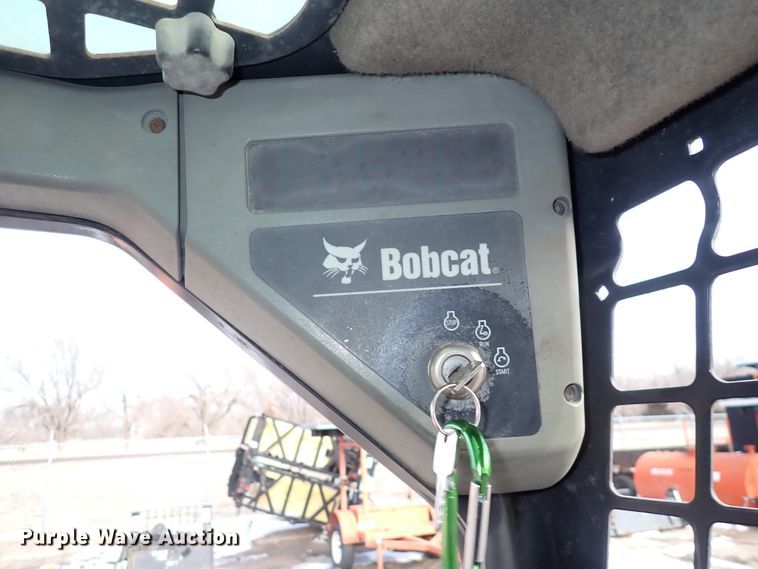 Bobcat®
STOP
RUN
START
Purple Wave Auction